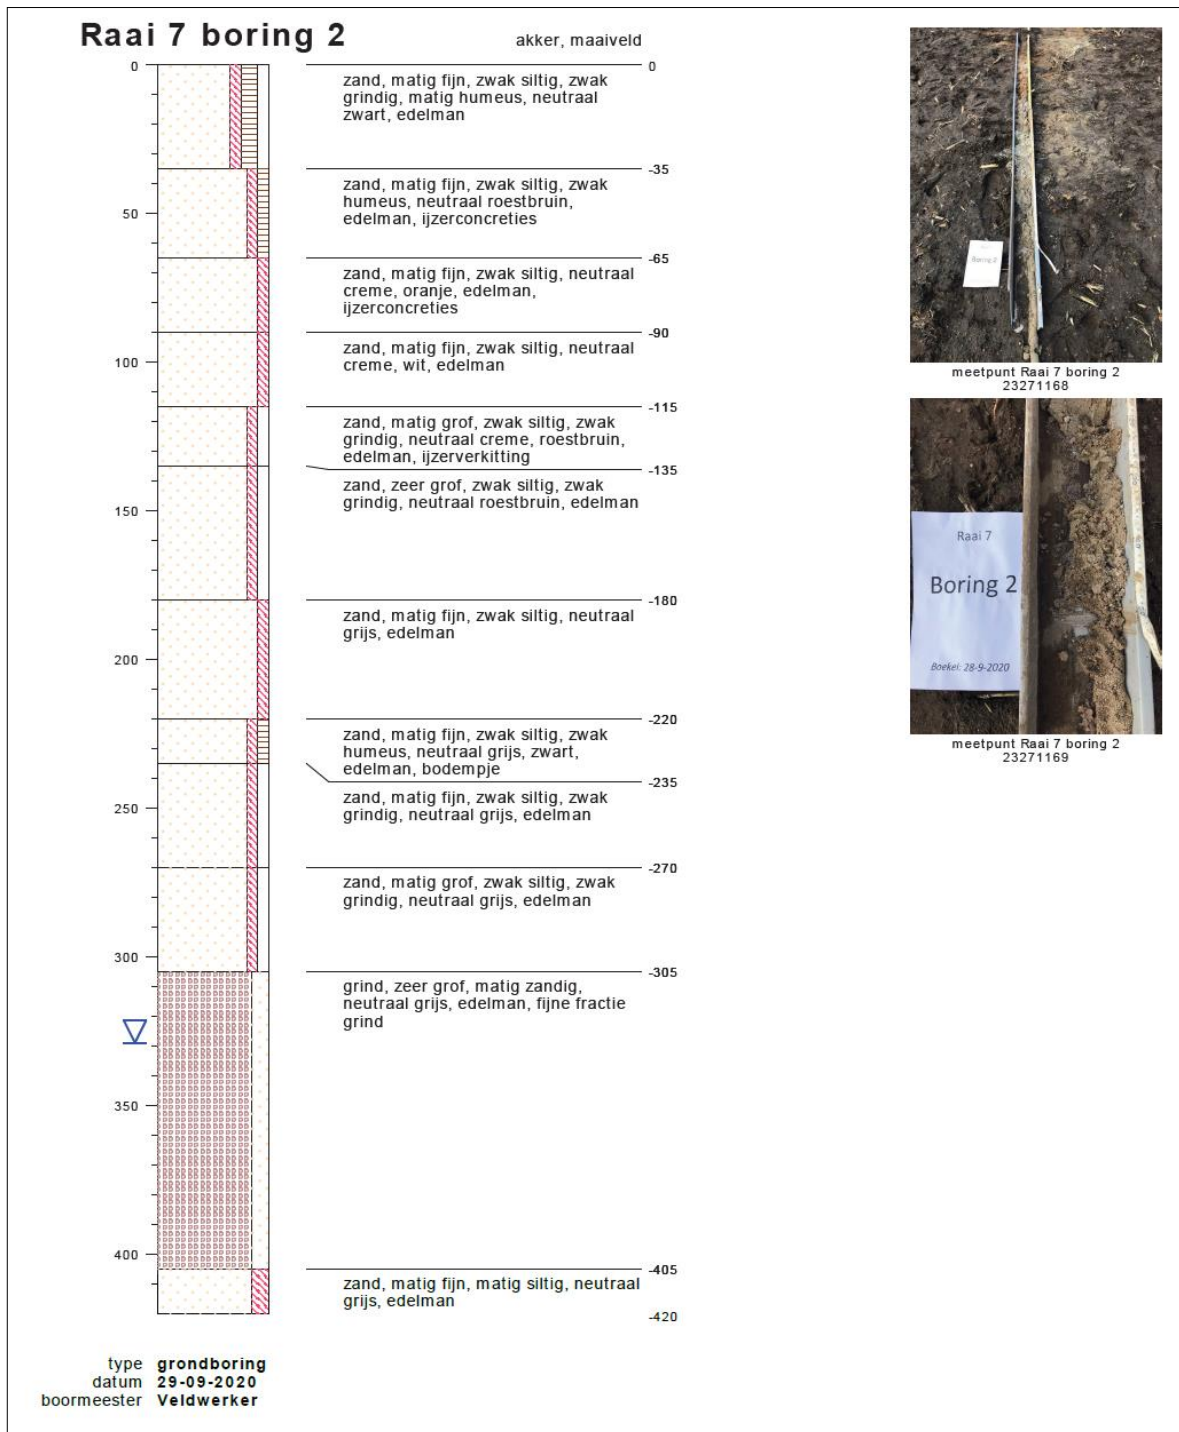 Raai 7 boring 2
akker, maaiveld
0
0
zand, matig fijn, zwak siltig, zwak
grindig, matig humeus, neutraal
zwart, edelman
-35
zand, matig fijn, zwak siltig, zwak
humeus, neutraal roestbruin,
edelman, ijzerconcreties
50
-65
zand, matig fijn, zwak siltig, neutraal
creme, oranje, edelman,
ijzerconcreties
-90
zand, matig fijn, zwak siltig, neutraal
creme, wit, edelman
100
-115
zand, matig grof, zwak siltig, zwak
grindig, neutraal creme, roestbruin,
edelman, ijzerverkitting
-135
zand, zeer grof, zwak siltig, zwak
grindig, neutraal roestbruin, edelman
150
-180
zand, matig fijn, zwak siltig, neutraal
grijs, edelman
200
-220
zand, matig fijn, zwak siltig, zwak
humeus, neutraal grijs, zwart,
edelman, bodempje
-235
zand, matig fijn, zwak siltig, zwak
grindig, neutraal grijs, edelman
250
-270
zand, matig grof, zwak siltig, zwak
grindig, neutraal grijs, edelman
300
-305
grind, zeer grof, matig zandig,
neutraal grijs, edelman, fijne fractie
grind
350
400
-405
zand, matig fijn, matig siltig, neutraal
grijs, edelman
-420
type grondboring
datum 29-09-2020
boormeester Veldwerker
Boring 2
meetpunt Raai 7 boring 2
23271168
Raai 7
Boring 2
Boekel: 28-9-2020
meetpunt Raai 7 boring 2
23271169